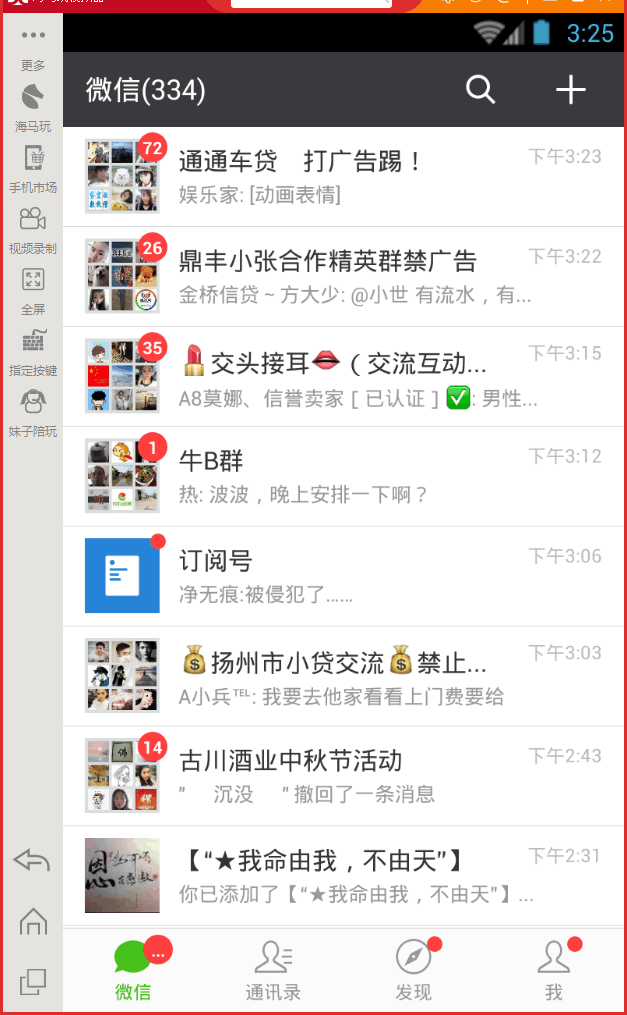 3:25
更多
海马玩
手机市场
视频录制
全屏
指定按键
妹子陪玩
微信(334)
72
通通车贷 打广告踢！
下午3:23
娱乐家: [动画表情]
26
鼎丰小张合作精英群禁广告
下午3:22
金桥信贷～方大少: @小世 有流水，有...
35
💄交头接耳👄（交流互动...
下午3:15
A8莫娜、信誉卖家［已认证］✅: 男性...
1
牛B群
下午3:12
热: 波波，晚上安排一下啊？
订阅号
下午3:06
净无痕:被侵犯了......
💰扬州市小贷交流💰禁止...
下午3:03
A小兵℡: 我要去他家看看上门费要给
14
古川酒业中秋节活动
下午2:43
" 沉没 " 撤回了一条消息
【“★我命由我，不由天”】
下午2:31
你已添加了【“★我命由我，不由天”】...
...
微信
通讯录
发现
我